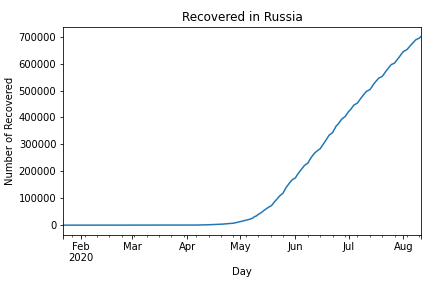 Recovered in Russia
Number of Recovered
700000
600000
500000
400000
300000
200000
100000
0
Feb Mar Apr May Jun Jul Aug
2020
Day